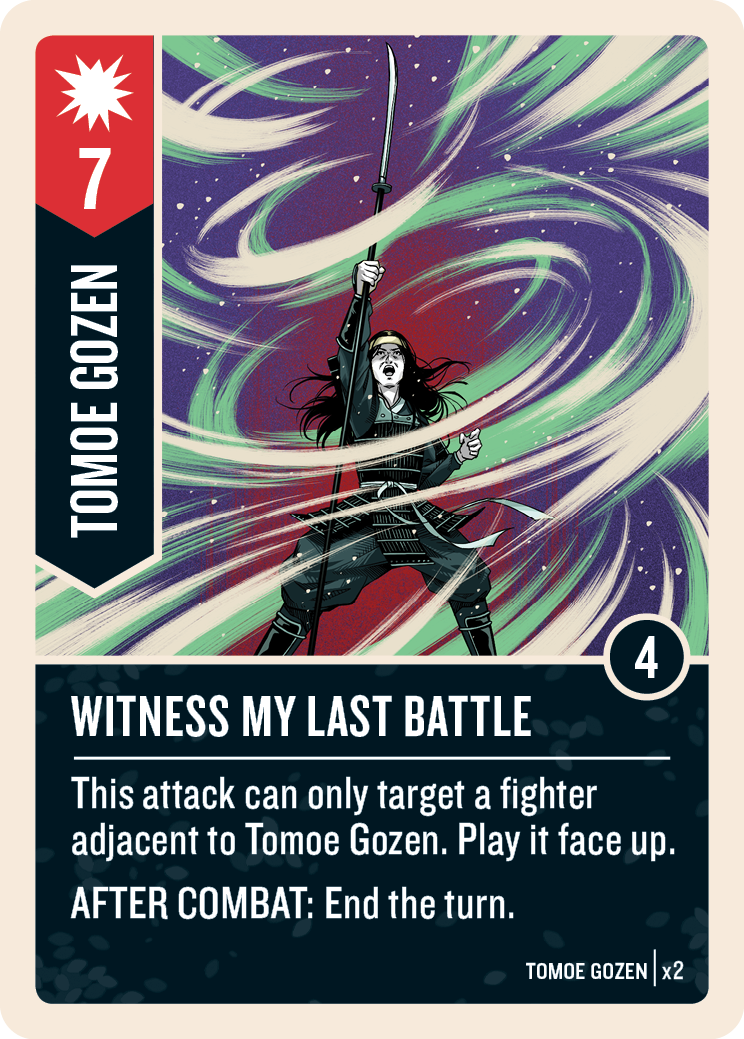 7
TOMOE GOZEN
4
WITNESS MY LAST BATTLE
This attack can only target a fighter
adjacent to Tomoe Gozen. Play it face up.
AFTER COMBAT: End the turn.
TOMOE GOZEN | x2